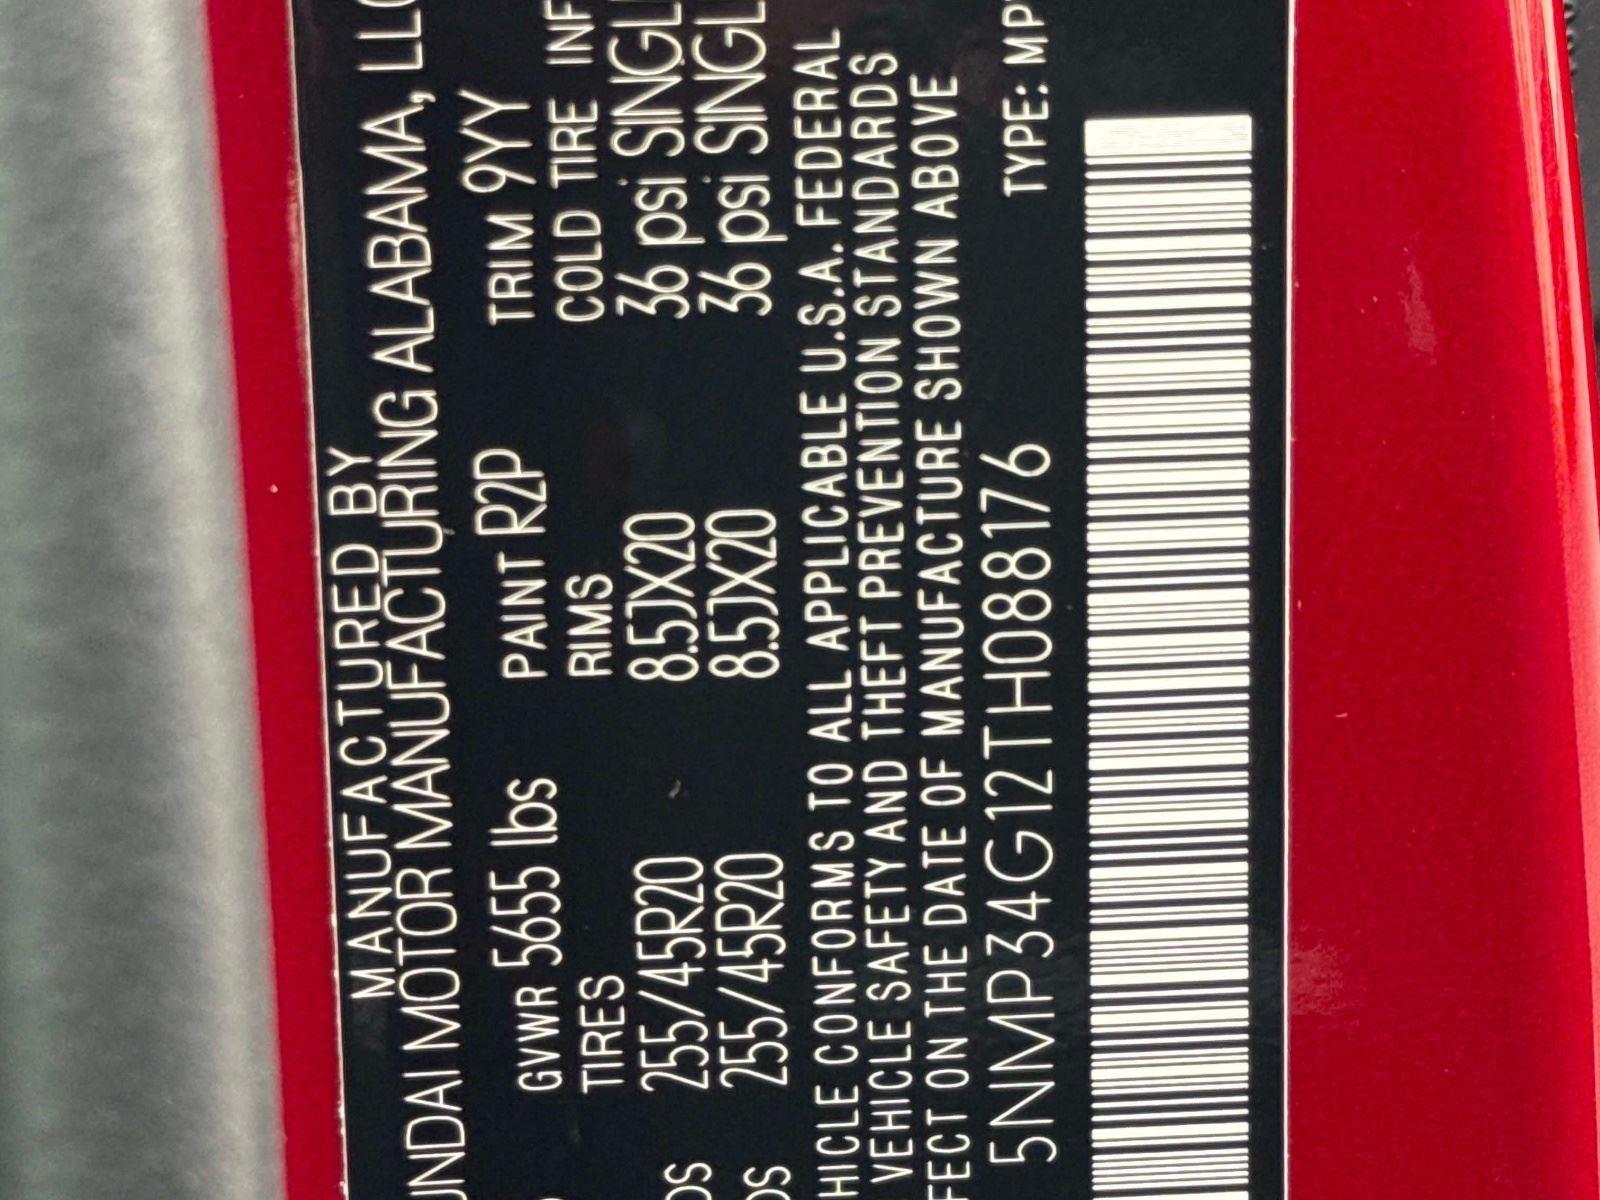 MANUFACTURED BY
UNDAI MOTOR MANUFACTURING ALABAMA, LLC
GVWR 5655 lbs PAINT R2P TRIM 9YY
TIRES RIMS COLD TIRE INF
DS 255/45R20 8.5JX20 36 psi SINGL
DS 255/45R20 8.5JX20 36 psi SINGL
HICLE CONFORMS TO ALL APPLICABLE U.S.A. FEDERAL
VEHICLE SAFETY AND THEFT PREVENTION STANDARDS
FECT ON THE DATE OF MANUFACTURE SHOWN ABOVE
5NMP34G12TH088176 TYPE: MP